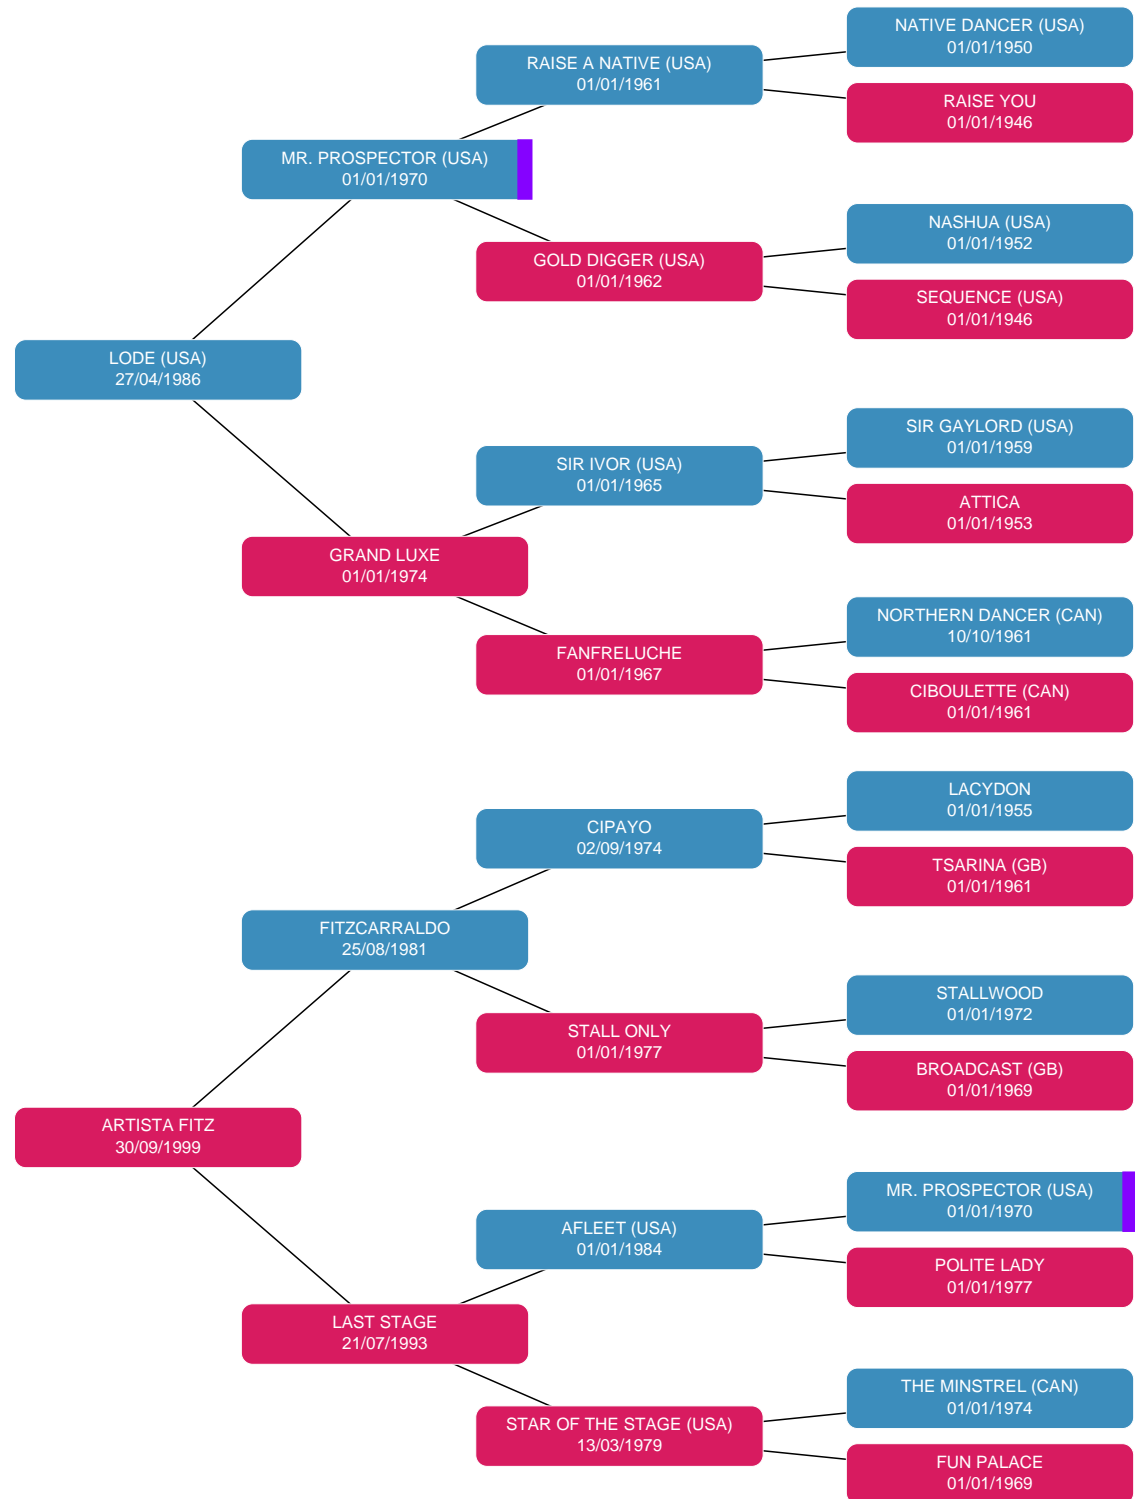 NATIVE DANCER (USA)
01/01/1950
RAISE A NATIVE (USA)
01/01/1961
RAISE YOU
01/01/1946
MR. PROSPECTOR (USA)
01/01/1970
NASHUA (USA)
01/01/1952
GOLD DIGGER (USA)
01/01/1962
SEQUENCE (USA)
01/01/1946
LODE (USA)
27/04/1986
SIR GAYLORD (USA)
01/01/1959
SIR IVOR (USA)
01/01/1965
ATTICA
01/01/1953
GRAND LUXE
01/01/1974
NORTHERN DANCER (CAN)
10/10/1961
FANFRELUCHE
01/01/1967
CIBOULETTE (CAN)
01/01/1961
LACYDON
01/01/1955
CIPAYO
02/09/1974
TSARINA (GB)
01/01/1961
FITZCARRALDO
25/08/1981
STALLWOOD
01/01/1972
STALL ONLY
01/01/1977
BROADCAST (GB)
01/01/1969
ARTISTA FITZ
30/09/1999
MR. PROSPECTOR (USA)
01/01/1970
AFLEET (USA)
01/01/1984
POLITE LADY
01/01/1977
LAST STAGE
21/07/1993
THE MINSTREL (CAN)
01/01/1974
STAR OF THE STAGE (USA)
13/03/1979
FUN PALACE
01/01/1969